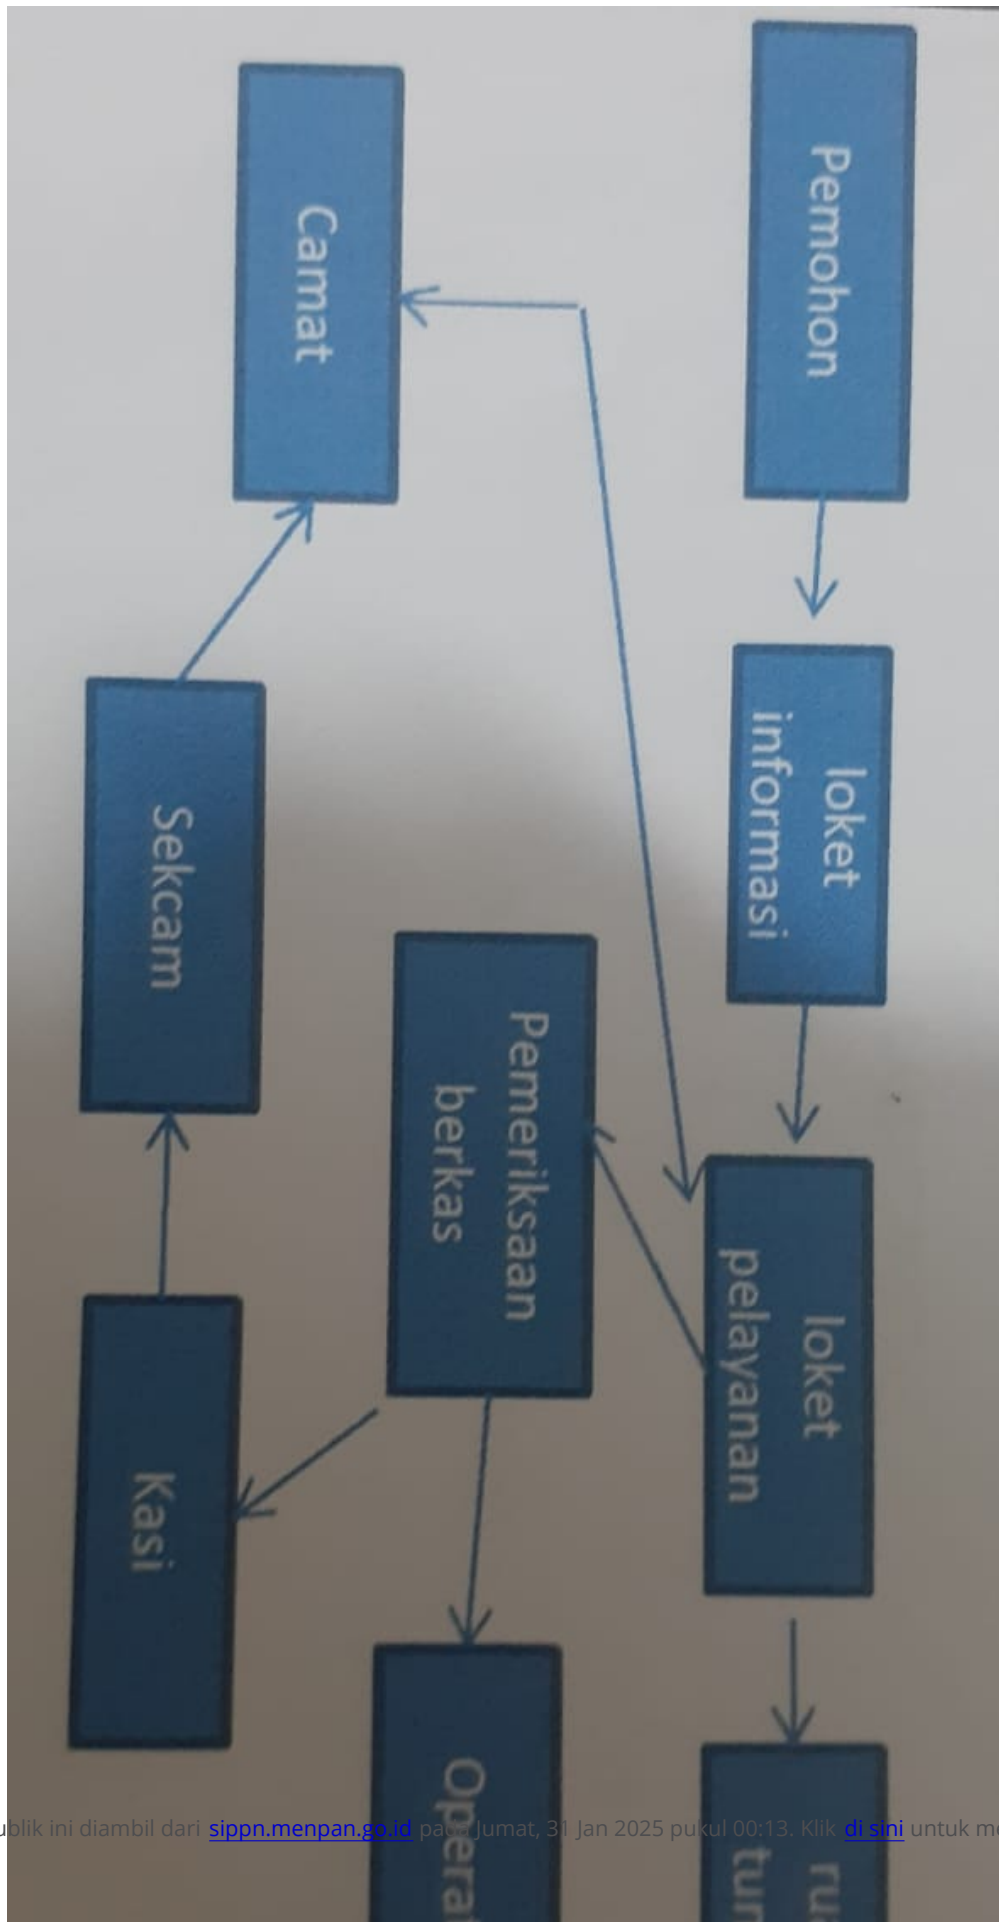 Pemohon
loket
informasi
loket
pelayanan
Pemeriksaan
berkas
Camat
Sekcam
Kasi
ublik ini diambil dari sippn.menpan.go.id pada Jumat, 31 Jan 2025 pukul 00:13. Klik di sini untuk